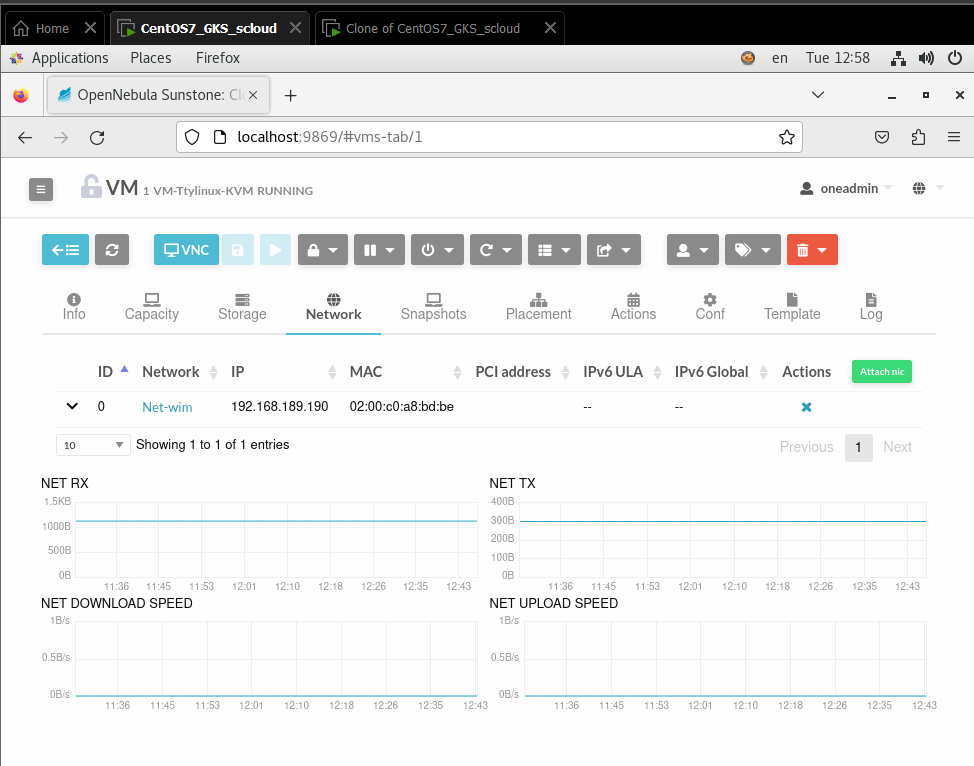 Home CentOS7_GKS_scloud Clone of CentOS7_GKS_scloud
Applications Places Firefox en Tue 12:58
OpenNebula Sunstone: Clo
localhost:9869/#vms-tab/1
VM 1 VM-Ttylinux-KVM RUNNING oneadmin
VNC
Info Capacity Storage Network Snapshots Placement Actions Conf Template Log
ID Network IP MAC PCI address IPv6 ULA IPv6 Global Actions Attach nic
0 Net-wim 192.168.189.190 02:00:c0:a8:bd:be -- --
10 Showing 1 to 1 of 1 entries Previous 1 Next
NET RX
1.5KB
1000B
500B
0B
11:36 11:45 11:53 12:01 12:10 12:18 12:26 12:35 12:43
NET TX
400B
300B
200B
100B
0B
11:36 11:45 11:53 12:01 12:10 12:18 12:26 12:35 12:43
NET DOWNLOAD SPEED
1B/s
0.5B/s
0B/s
11:36 11:45 11:53 12:01 12:10 12:18 12:26 12:35 12:43
NET UPLOAD SPEED
1B/s
0.5B/s
0B/s
11:36 11:45 11:53 12:01 12:10 12:18 12:26 12:35 12:43